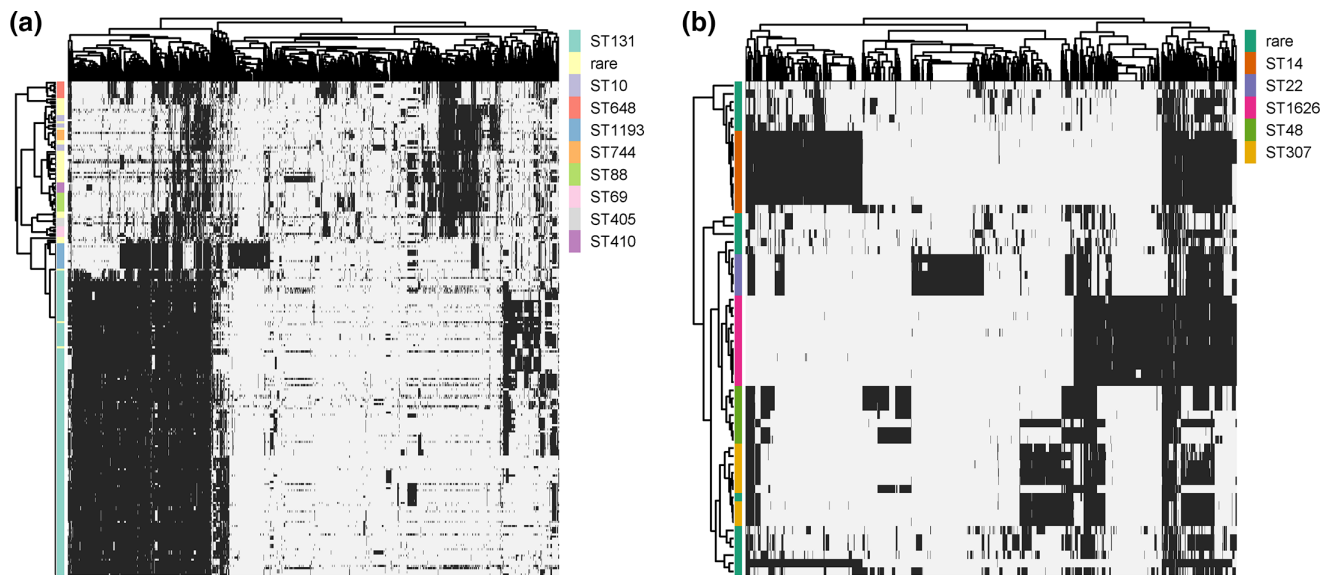 (a)
ST131
rare
ST10
ST648
ST1193
ST744
ST88
ST69
ST405
ST410
(b)
rare
ST14
ST22
ST1626
ST48
ST307